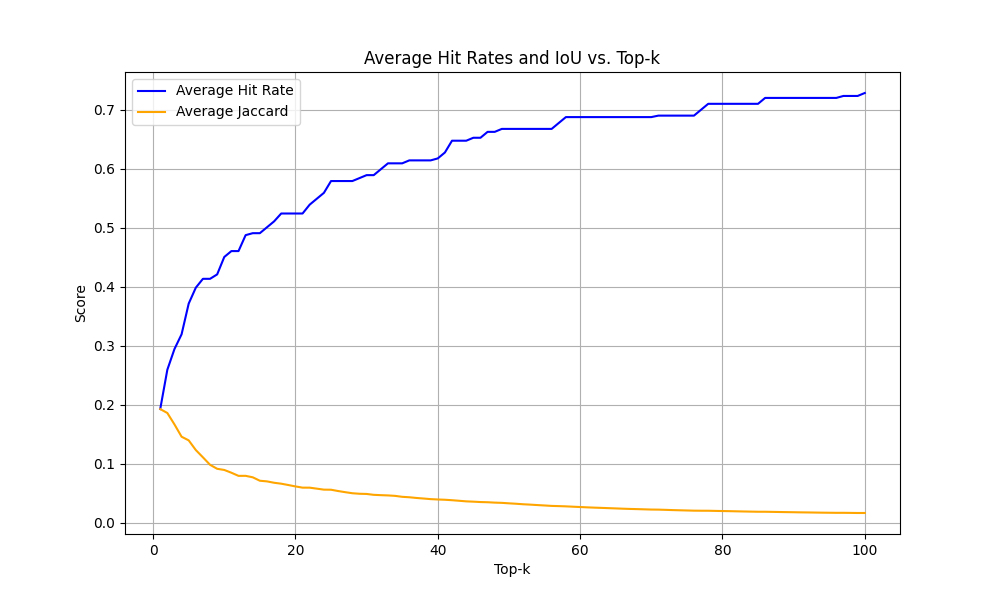 Average Hit Rates and IoU vs. Top-k
Average Hit Rate
Average Jaccard
0.7
0.6
0.5
0.4
0.3
0.2
0.1
0.0
Score
0 20 40 60 80 100
Top-k